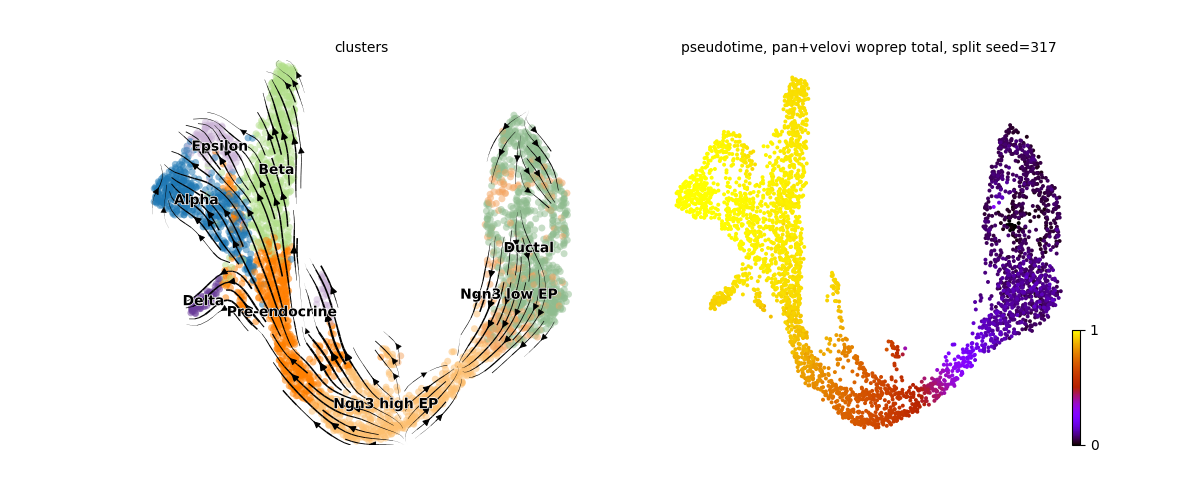 clusters
pseudotime, pan+velovi woprep total, split seed=317
Epsilon
Beta
Alpha
Ductal
Ngn3 low EP
Delta
Pre-endocrine
Ngn3 high EP
1
0